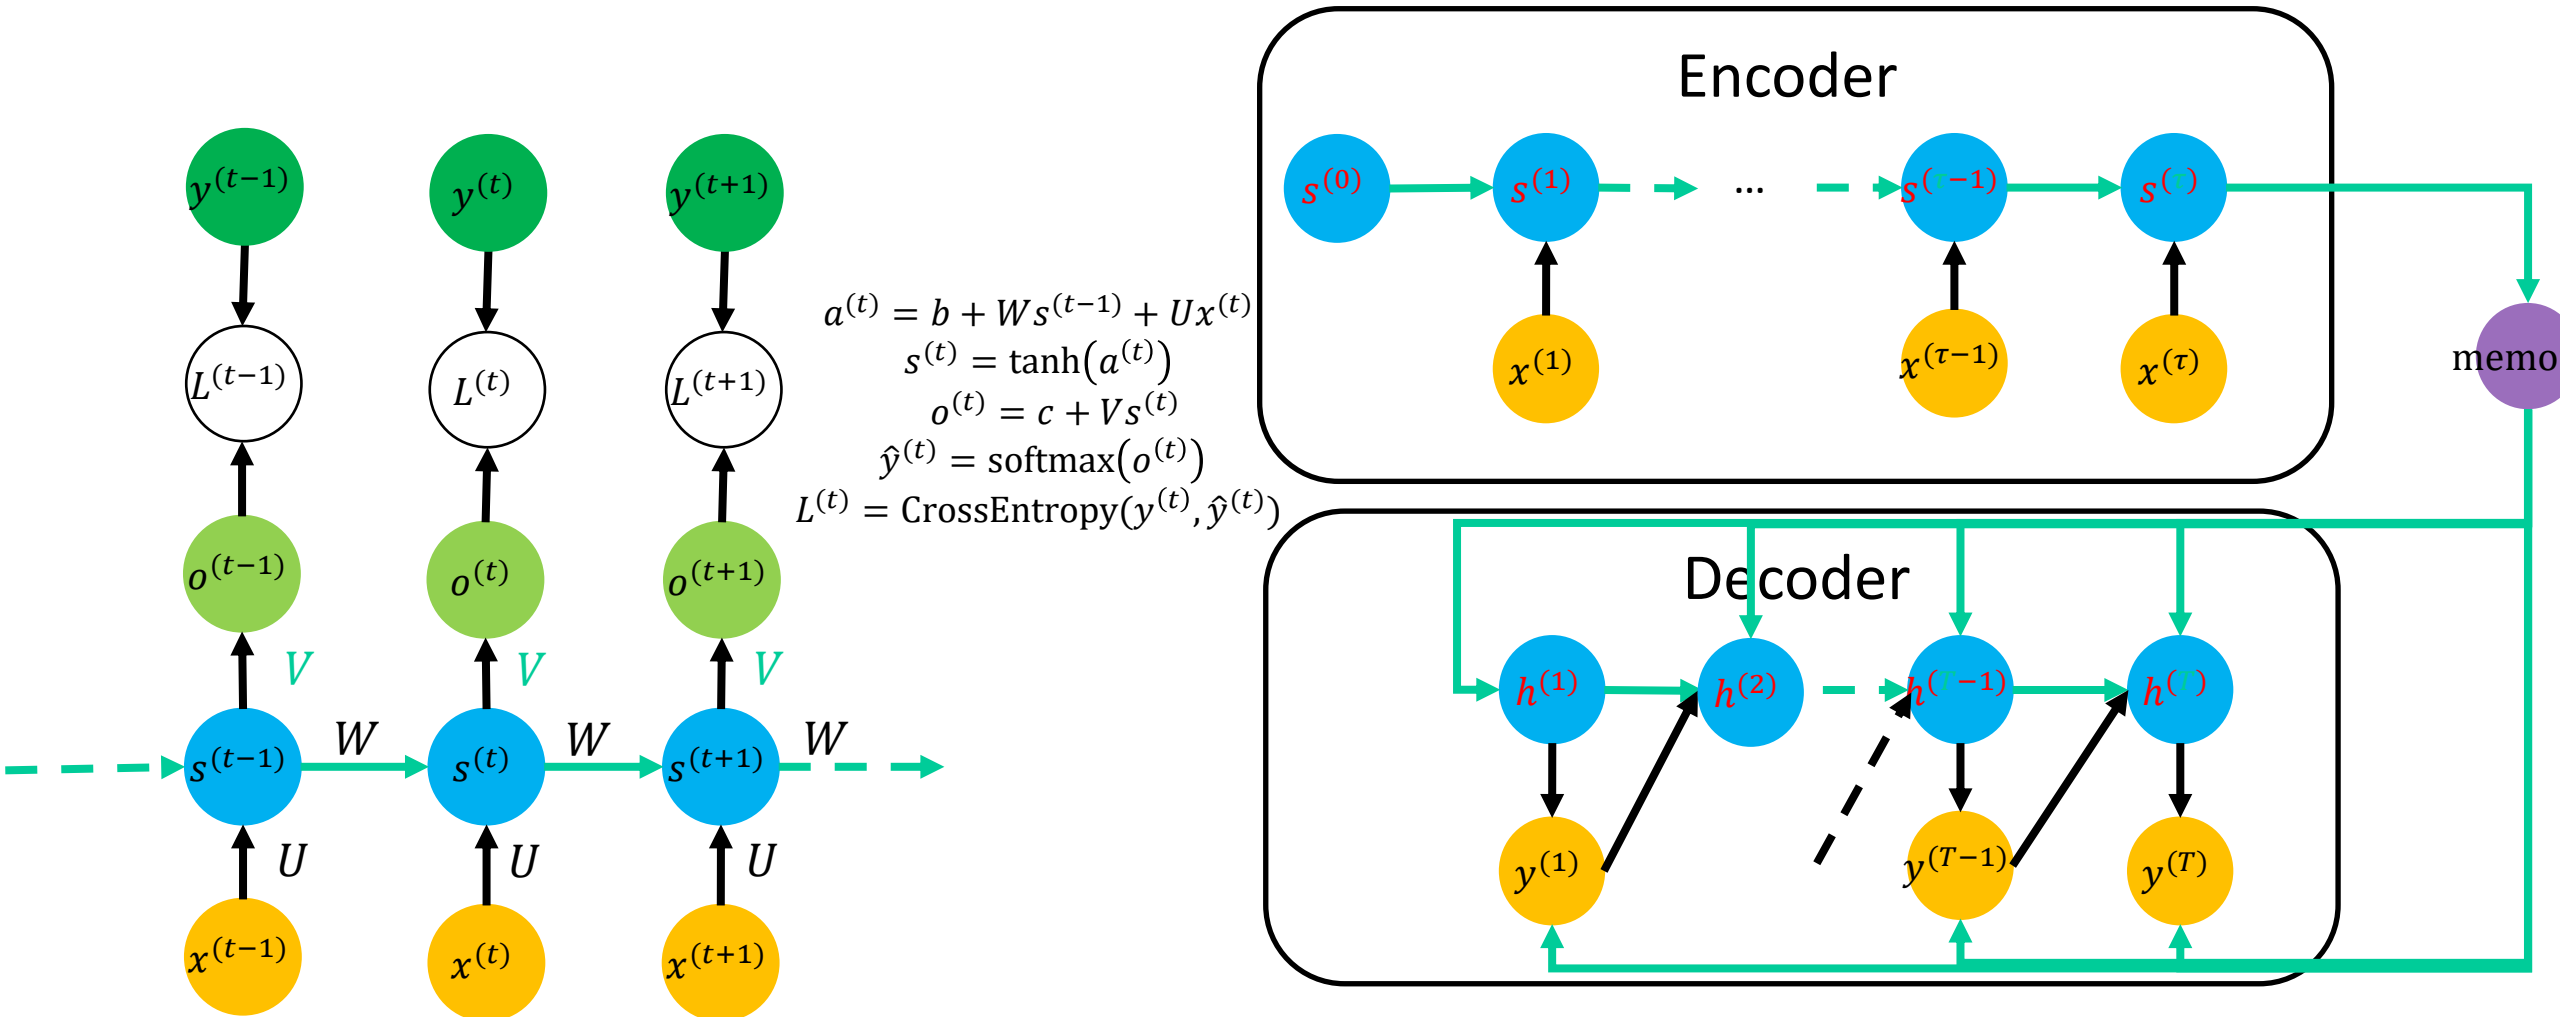 y^(t−1) y^(t) y^(t+1)
L^(t−1) L^(t) L^(t+1)
o^(t−1) o^(t) o^(t+1)
V V V
W W W
s^(t−1) s^(t) s^(t+1)
U U U
x^(t−1) x^(t) x^(t+1)
a^(t) = b + Ws^(t−1) + Ux^(t)
s^(t) = tanh(a^(t))
o^(t) = c + Vs^(t)
ŷ^(t) = softmax(o^(t))
L^(t) = CrossEntropy(y^(t), ŷ^(t))
Encoder
s^(0) s^(1) ... s^(τ−1) s^(τ)
x^(1) x^(τ−1) x^(τ)
memo
Decoder
h^(1) h^(2) h^(T−1) h^(T)
y^(1) y^(T−1) y^(T)